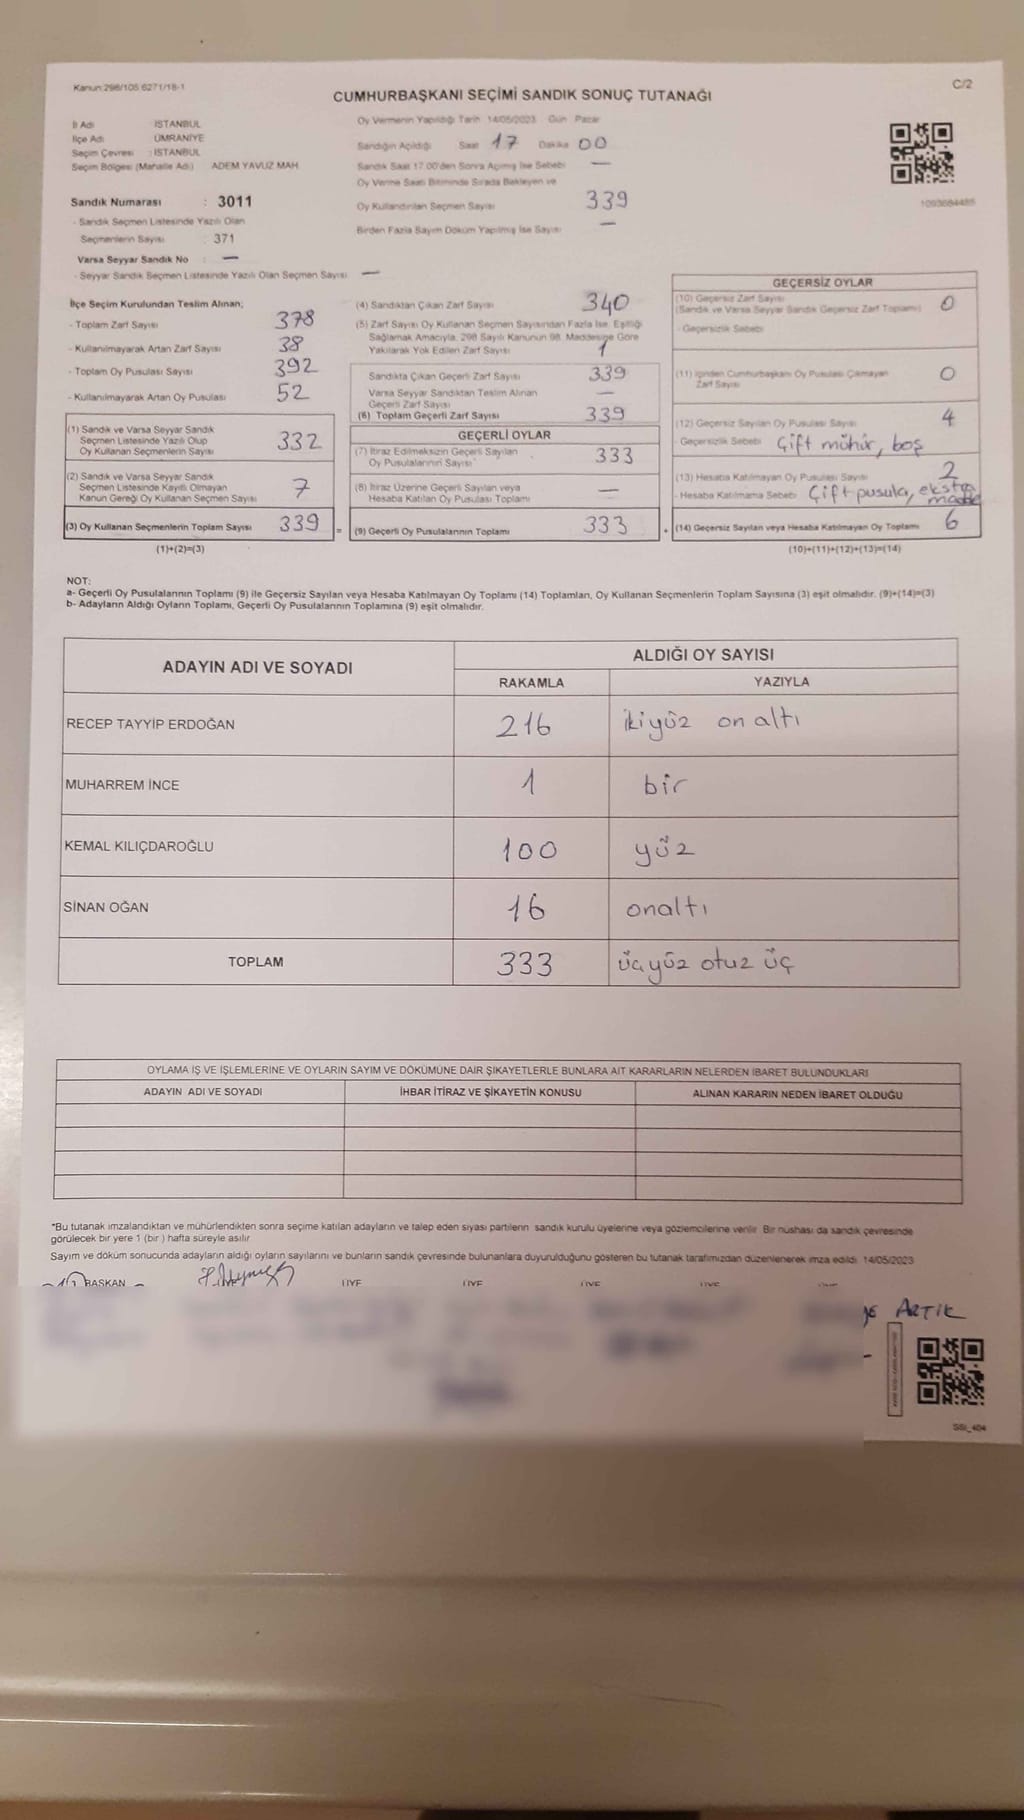 Kanun:298/105 6271/18-1
C/2
CUMHURBAŞKANI SEÇİMİ SANDIK SONUÇ TUTANAĞI
İl Adı : İSTANBUL
İlçe Adı : ÜMRANİYE
Seçim Çevresi : İSTANBUL
Seçim Bölgesi (Mahalle Adı) : ADEM YAVUZ MAH.
Sandık Numarası : 3011
- Sandık Seçmen Listesinde Yazılı Olan
Seçmenlerin Sayısı : 371
Varsa Seyyar Sandık No : —
- Seyyar Sandık Seçmen Listesinde Yazılı Olan Seçmen Sayısı : —
Oy Vermenin Yapıldığı Tarih 14/05/2023 Gün Pazar
Sandığın Açıldığı Saat 17 Dakika 00
Sandık Saat 17.00'den Sonra Açılmış İse Sebebi —
Oy Verme Saati Bitiminde Sırada Bekleyen ve
Oy Kullandırılan Seçmen Sayısı 339
Birden Fazla Sayım Döküm Yapılmış İse Sayısı —
1093684485
İlçe Seçim Kurulundan Teslim Alınan;
- Toplam Zarf Sayısı 378
- Kullanılmayarak Artan Zarf Sayısı 38
- Toplam Oy Pusulası Sayısı 392
- Kullanılmayarak Artan Oy Pusulası 52
(1) Sandık ve Varsa Seyyar Sandık
Seçmen Listesinde Yazılı Olup
Oy Kullanan Seçmenlerin Sayısı 332
(2) Sandık ve Varsa Seyyar Sandık
Seçmen Listesinde Kayıtlı Olmayan
Kanun Gereği Oy Kullanan Seçmen Sayısı 7
(3) Oy Kullanan Seçmenlerin Toplam Sayısı 339 =
(1)+(2)=(3)
(4) Sandıktan Çıkan Zarf Sayısı 340
(5) Zarf Sayısı Oy Kullanan Seçmen Sayısından Fazla İse, Eşitliği
Sağlamak Amacıyla, 298 Sayılı Kanunun 98. Maddesine Göre
Yakılarak Yok Edilen Zarf Sayısı 1
Sandıkta Çıkan Geçerli Zarf Sayısı 339
Varsa Seyyar Sandıktan Teslim Alınan
Geçerli Zarf Sayısı —
(6) Toplam Geçerli Zarf Sayısı 339
GEÇERLİ OYLAR
(7) İtiraz Edilmeksizin Geçerli Sayılan
Oy Pusulalarının Sayısı 333
(8) İtiraz Üzerine Geçerli Sayılan veya
Hesaba Katılan Oy Pusulası Toplamı —
(9) Geçerli Oy Pusulalarının Toplamı 333 +
GEÇERSİZ OYLAR
(10) Geçersiz Zarf Sayısı 0
(Sandık ve Varsa Seyyar Sandık Geçersiz Zarf Toplamı)
- Geçersizlik Sebebi
(11) İçinden Cumhurbaşkanı Oy Pusulası Çıkmayan 0
Zarf Sayısı
(12) Geçersiz Sayılan Oy Pusulası Sayısı 4
Geçersizlik Sebebi Çift mühür, boş
(13) Hesaba Katılmayan Oy Pusulası Sayısı 2
- Hesaba Katılmama Sebebi Çift pusula, ekstra
madde
(14) Geçersiz Sayılan veya Hesaba Katılmayan Oy Toplamı 6
(10)+(11)+(12)+(13)=(14)
NOT:
a- Geçerli Oy Pusulalarının Toplamı (9) ile Geçersiz Sayılan veya Hesaba Katılmayan Oy Toplamı (14) Toplamları, Oy Kullanan Seçmenlerin Toplam Sayısına (3) eşit olmalıdır. (9)+(14)=(3)
b- Adayların Aldığı Oyların Toplamı, Geçerli Oy Pusulalarının Toplamına (9) eşit olmalıdır.
ADAYIN ADI VE SOYADI
ALDIĞI OY SAYISI
RAKAMLA YAZIYLA
RECEP TAYYİP ERDOĞAN 216 ikiyüz on altı
MUHARREM İNCE 1 bir
KEMAL KILIÇDAROĞLU 100 yüz
SİNAN OĞAN 16 onaltı
TOPLAM 333 üçyüz otuz üç
OYLAMA İŞ VE İŞLEMLERİNE VE OYLARIN SAYIM VE DÖKÜMÜNE DAİR ŞİKAYETLERLE BUNLARA AİT KARARLARIN NELERDEN İBARET BULUNDUKLARI
ADAYIN ADI VE SOYADI İHBAR İTİRAZ VE ŞİKAYETİN KONUSU ALINAN KARARIN NEDEN İBARET OLDUĞU
*Bu tutanak imzalandıktan ve mühürlendikten sonra seçime katılan adayların ve talep eden siyasi partilerin sandık kurulu üyelerine veya gözlemcilerine verilir. Bir nüshası da sandık çevresinde
görülecek bir yere 1 (bir) hafta süreyle asılır.
Sayım ve döküm sonucunda adayların aldığı oyların sayılarını ve bunların sandık çevresinde bulunanlara duyurulduğunu gösteren bu tutanak tarafımızdan düzenlenerek imza edildi. 14/05/2023
BAŞKAN ÜYE ÜYE ÜYE ÜYE
ARTIK
SSI_404